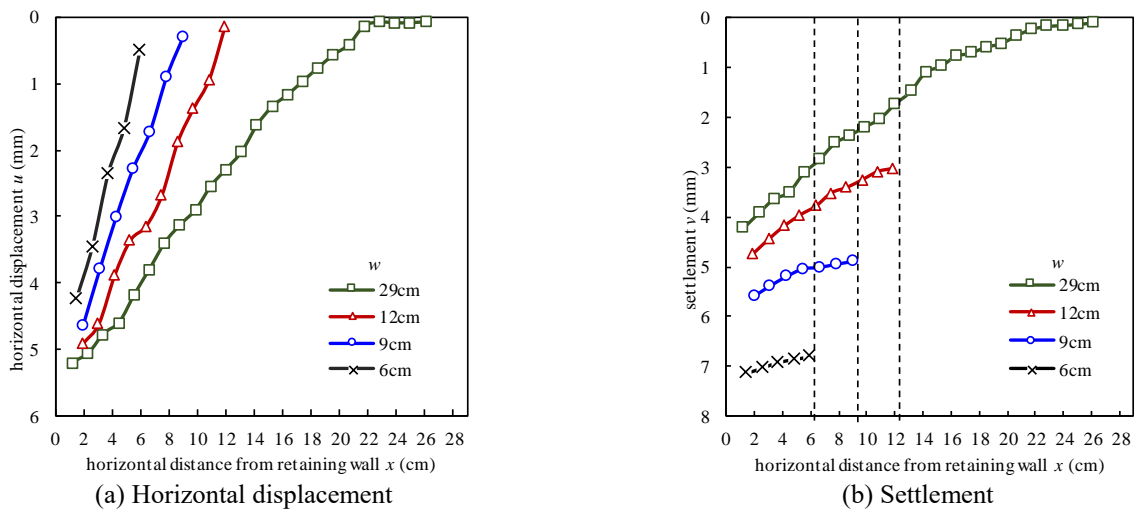 0
1
2
3
4
5
6
horizontal displacement u (mm)
w
29cm
12cm
9cm
6cm
0 2 4 6 8 10 12 14 16 18 20 22 24 26 28
horizontal distance from retaining wall x (cm)
(a) Horizontal displacement
0
1
2
3
4
5
6
7
8
settlement v (mm)
w
29cm
12cm
9cm
6cm
0 2 4 6 8 10 12 14 16 18 20 22 24 26 28
horizontal distance from retaining wall x (cm)
(b) Settlement